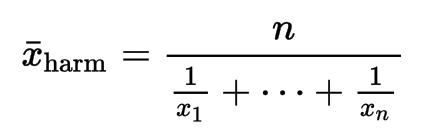 x̄_harm = n / (1/x₁ + ··· + 1/xₙ)